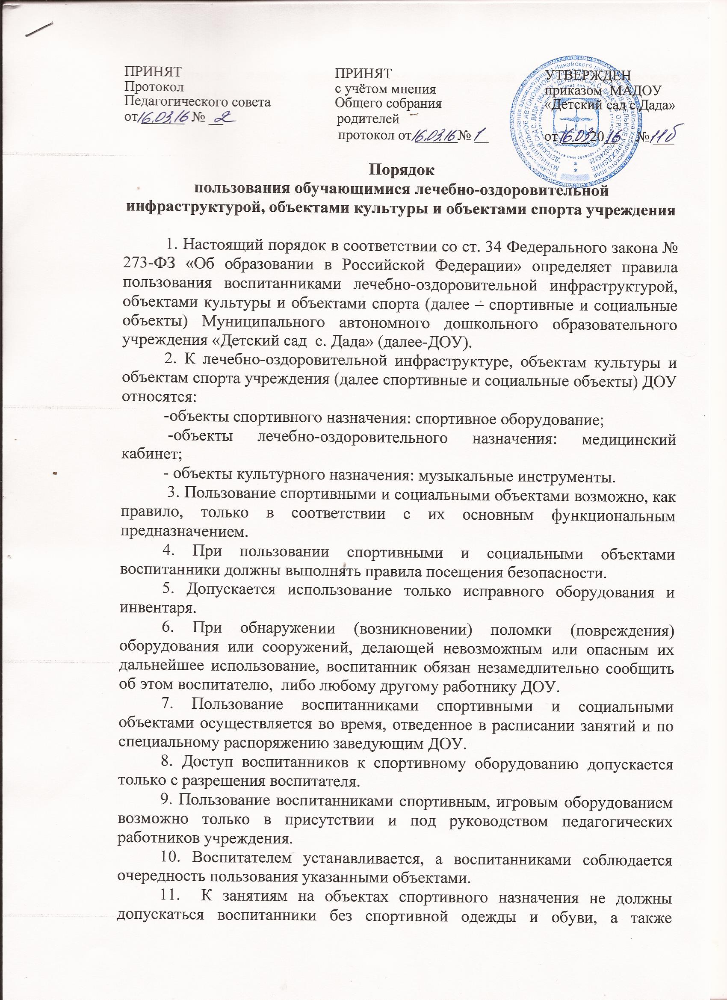 ПРИНЯТ
Протокол
Педагогического совета
от 16.03.16 № 2
ПРИНЯТ
с учётом мнения
Общего собрания
родителей
протокол от 16.03.16 № 1
УТВЕРЖДЕН
приказом МАДОУ
«Детский сад с.Дада»
от 16.03 2016 № 11б
Порядок
пользования обучающимися лечебно-оздоровительной
инфраструктурой, объектами культуры и объектами спорта учреждения
1. Настоящий порядок в соответствии со ст. 34 Федерального закона №
273-ФЗ «Об образовании в Российской Федерации» определяет правила
пользования воспитанниками лечебно-оздоровительной инфраструктурой,
объектами культуры и объектами спорта (далее – спортивные и социальные
объекты) Муниципального автономного дошкольного образовательного
учреждения «Детский сад с. Дада» (далее-ДОУ).
2. К лечебно-оздоровительной инфраструктуре, объектам культуры и
объектам спорта учреждения (далее спортивные и социальные объекты) ДОУ
относятся:
-объекты спортивного назначения: спортивное оборудование;
-объекты лечебно-оздоровительного назначения: медицинский
кабинет;
- объекты культурного назначения: музыкальные инструменты.
3. Пользование спортивными и социальными объектами возможно, как
правило, только в соответствии с их основным функциональным
предназначением.
4. При пользовании спортивными и социальными объектами
воспитанники должны выполнять правила посещения безопасности.
5. Допускается использование только исправного оборудования и
инвентаря.
6. При обнаружении (возникновении) поломки (повреждения)
оборудования или сооружений, делающей невозможным или опасным их
дальнейшее использование, воспитанник обязан незамедлительно сообщить
об этом воспитателю, либо любому другому работнику ДОУ.
7. Пользование воспитанниками спортивными и социальными
объектами осуществляется во время, отведенное в расписании занятий и по
специальному распоряжению заведующим ДОУ.
8. Доступ воспитанников к спортивному оборудованию допускается
только с разрешения воспитателя.
9. Пользование воспитанниками спортивным, игровым оборудованием
возможно только в присутствии и под руководством педагогических
работников учреждения.
10. Воспитателем устанавливается, а воспитанниками соблюдается
очередность пользования указанными объектами.
11. К занятиям на объектах спортивного назначения не должны
допускаться воспитанники без спортивной одежды и обуви, а также